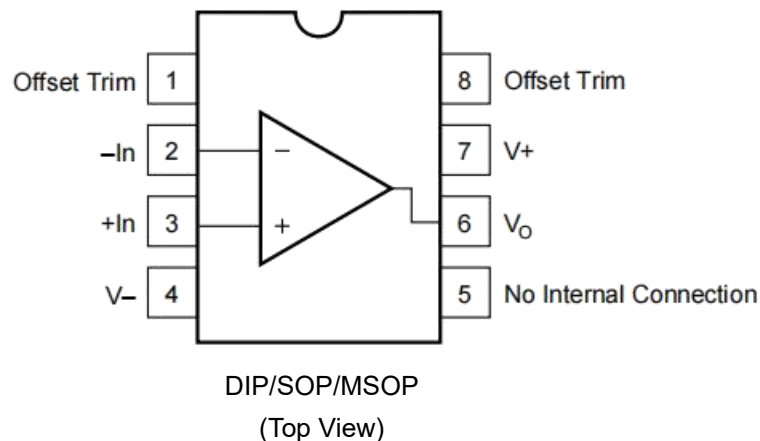 Offset Trim 1 8 Offset Trim
–In 2 − 7 V+
+In 3 + 6 VO
V– 4 5 No Internal Connection
DIP/SOP/MSOP
(Top View)